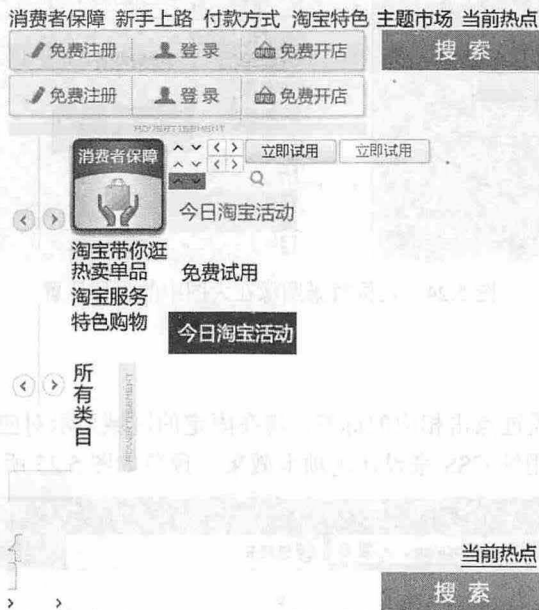 消费者保障 新手上路 付款方式 淘宝特色 主题市场 当前热点
免费注册 登录 免费开店 搜索
免费注册 登录 免费开店
ADVERTISEMENT
消费者保障 立即试用 立即试用
今日淘宝活动
淘宝带你逛
热卖单品 免费试用
淘宝服务
特色购物 今日淘宝活动
所有类目
ADVERTISEMENT
当前热点
搜索